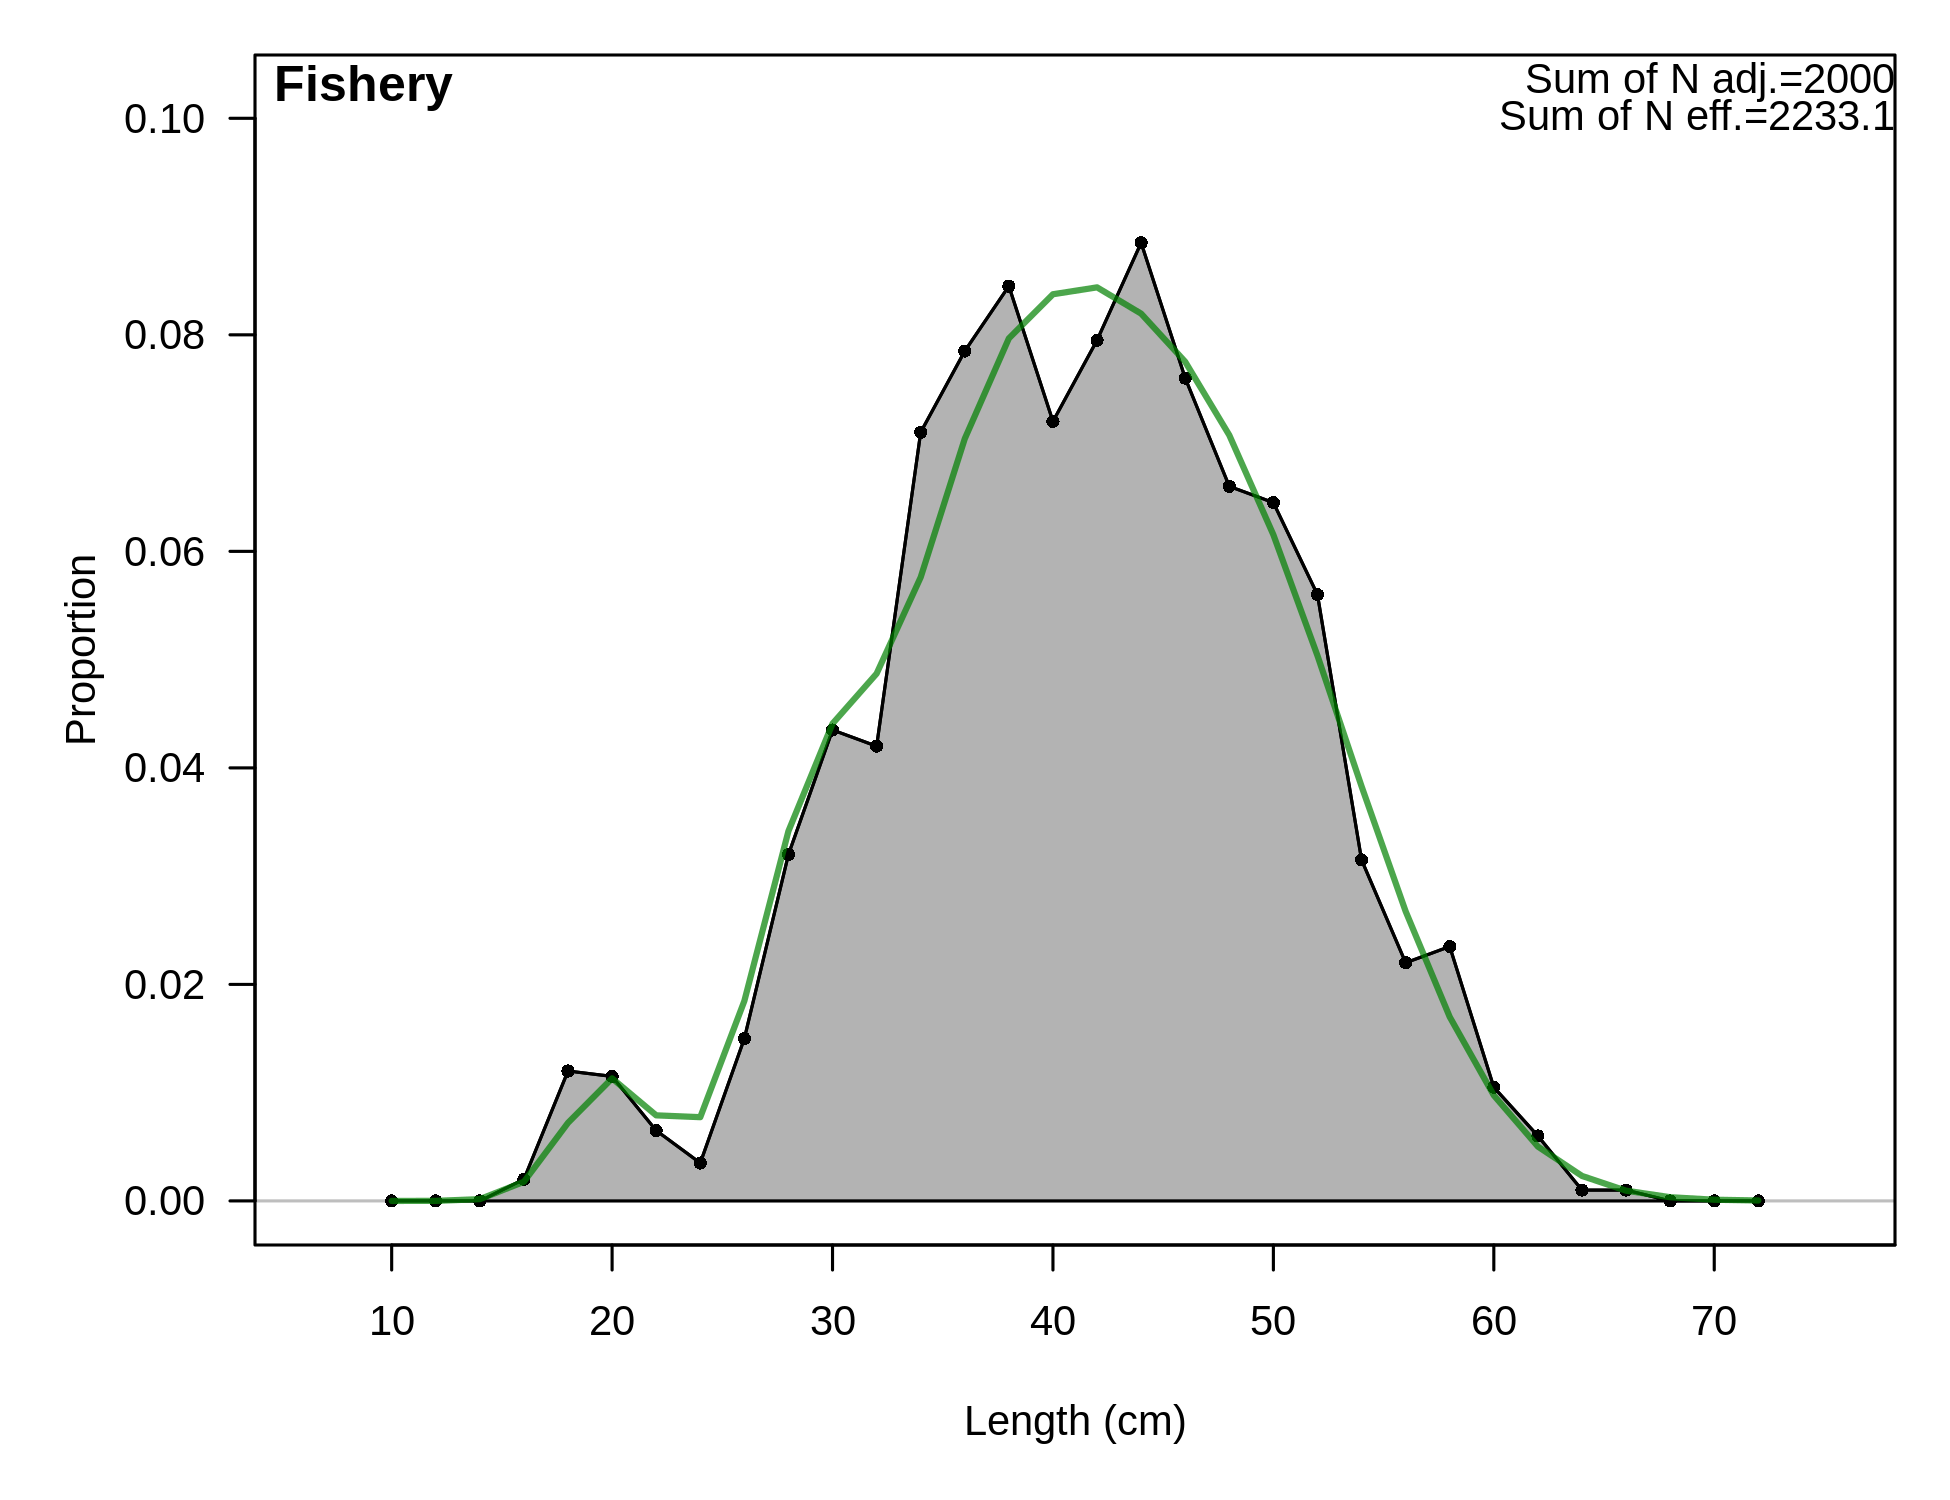 Fishery
Sum of N adj.=2000
Sum of N eff.=2233.1
0.10
0.08
0.06
0.04
0.02
0.00
Proportion
10 20 30 40 50 60 70
Length (cm)